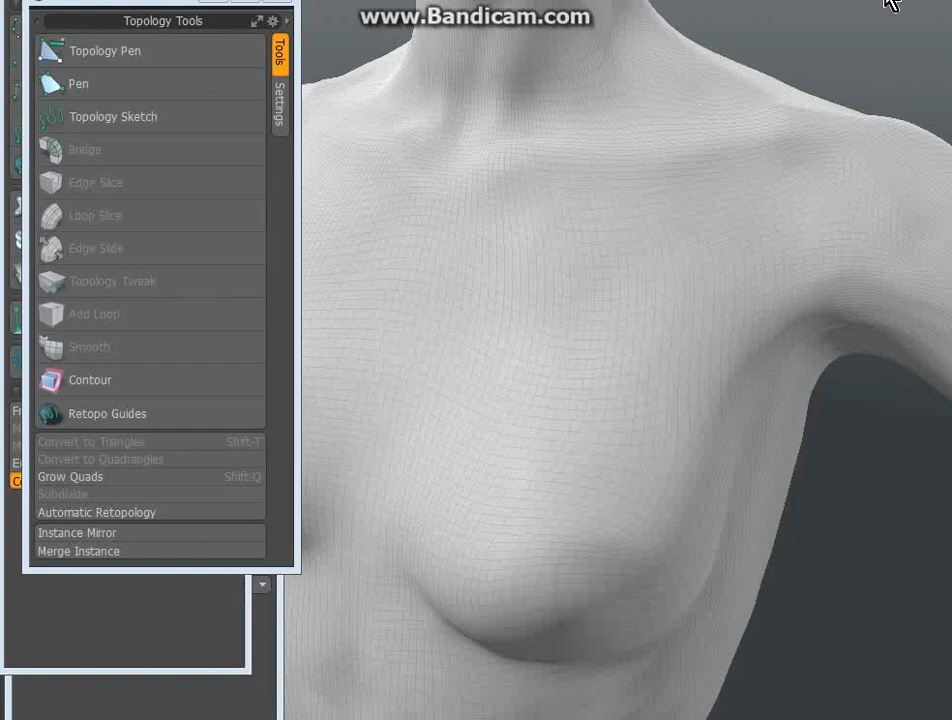 www.Bandicam.com
Topology Tools
Topology Pen
Tools
Pen
Settings
Topology Sketch
Bridge
Edge Slice
Loop Slice
Edge Slide
Topology Tweak
Add Loop
Smooth
Contour
Retopo Guides
Convert to Triangles Shift-T
Convert to Quadrangles
Grow Quads Shift-Q
Subdivide
Automatic Retopology
Instance Mirror
Merge Instance